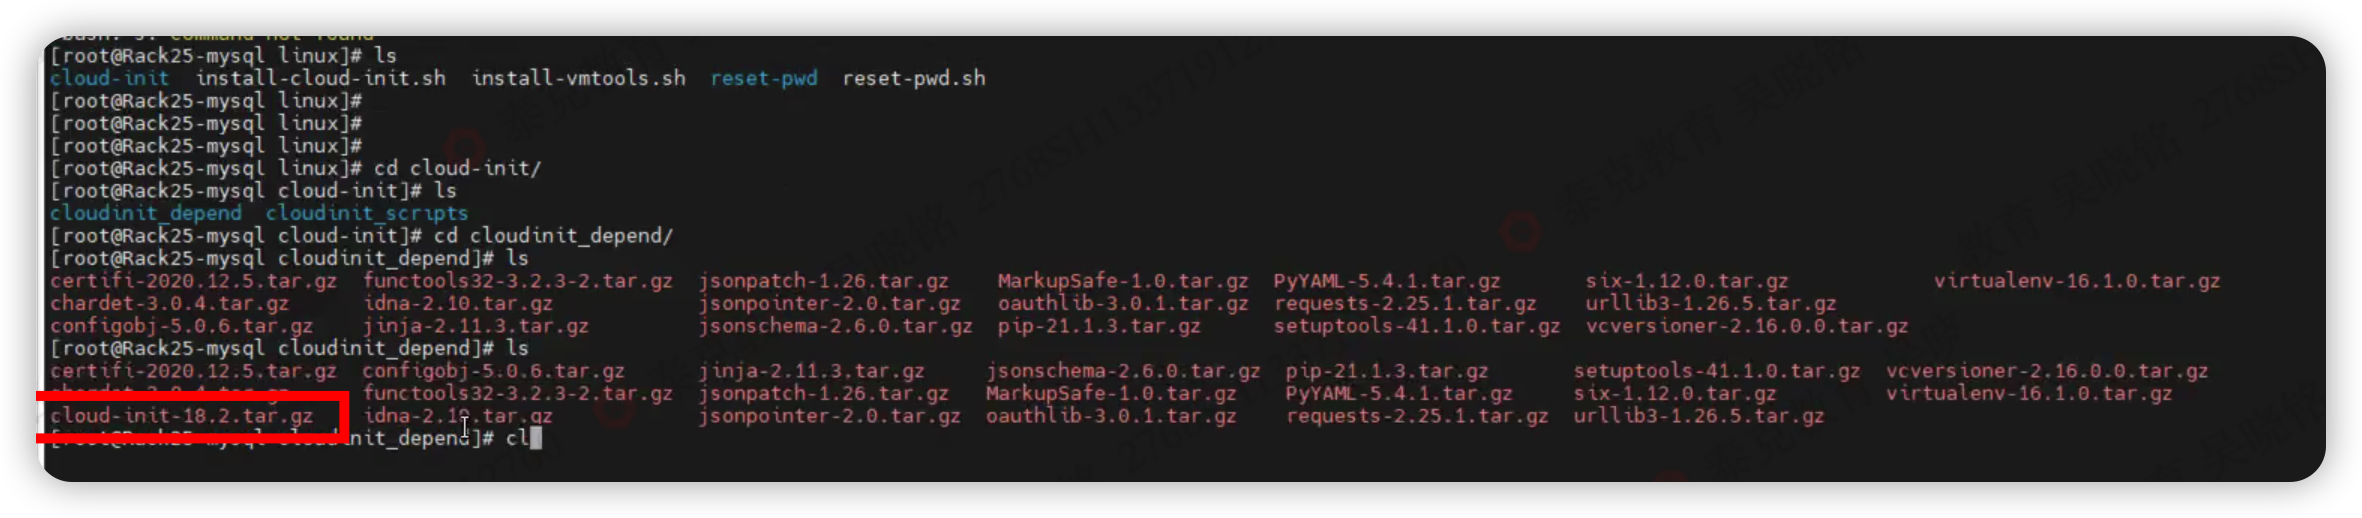 bash: s: command not found
[root@Rack25-mysql linux]# ls
cloud-init  install-cloud-init.sh  install-vmtools.sh  reset-pwd  reset-pwd.sh
[root@Rack25-mysql linux]#
[root@Rack25-mysql linux]#
[root@Rack25-mysql linux]#
[root@Rack25-mysql linux]# cd cloud-init/
[root@Rack25-mysql cloud-init]# ls
cloudinit_depend  cloudinit_scripts
[root@Rack25-mysql cloud-init]# cd cloudinit_depend/
[root@Rack25-mysql cloudinit_depend]# ls
certifi-2020.12.5.tar.gz  functools32-3.2.3-2.tar.gz  jsonpatch-1.26.tar.gz  MarkupSafe-1.0.tar.gz  PyYAML-5.4.1.tar.gz  six-1.12.0.tar.gz  virtualenv-16.1.0.tar.gz
chardet-3.0.4.tar.gz  idna-2.10.tar.gz  jsonpointer-2.0.tar.gz  oauthlib-3.0.1.tar.gz  requests-2.25.1.tar.gz  urllib3-1.26.5.tar.gz
configobj-5.0.6.tar.gz  jinja-2.11.3.tar.gz  jsonschema-2.6.0.tar.gz  pip-21.1.3.tar.gz  setuptools-41.1.0.tar.gz  vcversioner-2.16.0.0.tar.gz
[root@Rack25-mysql cloudinit_depend]# ls
certifi-2020.12.5.tar.gz  configobj-5.0.6.tar.gz  jinja-2.11.3.tar.gz  jsonschema-2.6.0.tar.gz  pip-21.1.3.tar.gz  setuptools-41.1.0.tar.gz  vcversioner-2.16.0.0.tar.gz
chardet-3.0.4.tar.gz  functools32-3.2.3-2.tar.gz  jsonpatch-1.26.tar.gz  MarkupSafe-1.0.tar.gz  PyYAML-5.4.1.tar.gz  six-1.12.0.tar.gz  virtualenv-16.1.0.tar.gz
cloud-init-18.2.tar.gz  idna-2.10.tar.gz  jsonpointer-2.0.tar.gz  oauthlib-3.0.1.tar.gz  requests-2.25.1.tar.gz  urllib3-1.26.5.tar.gz
[root@Rack25-mysql cloudinit_depend]# cl